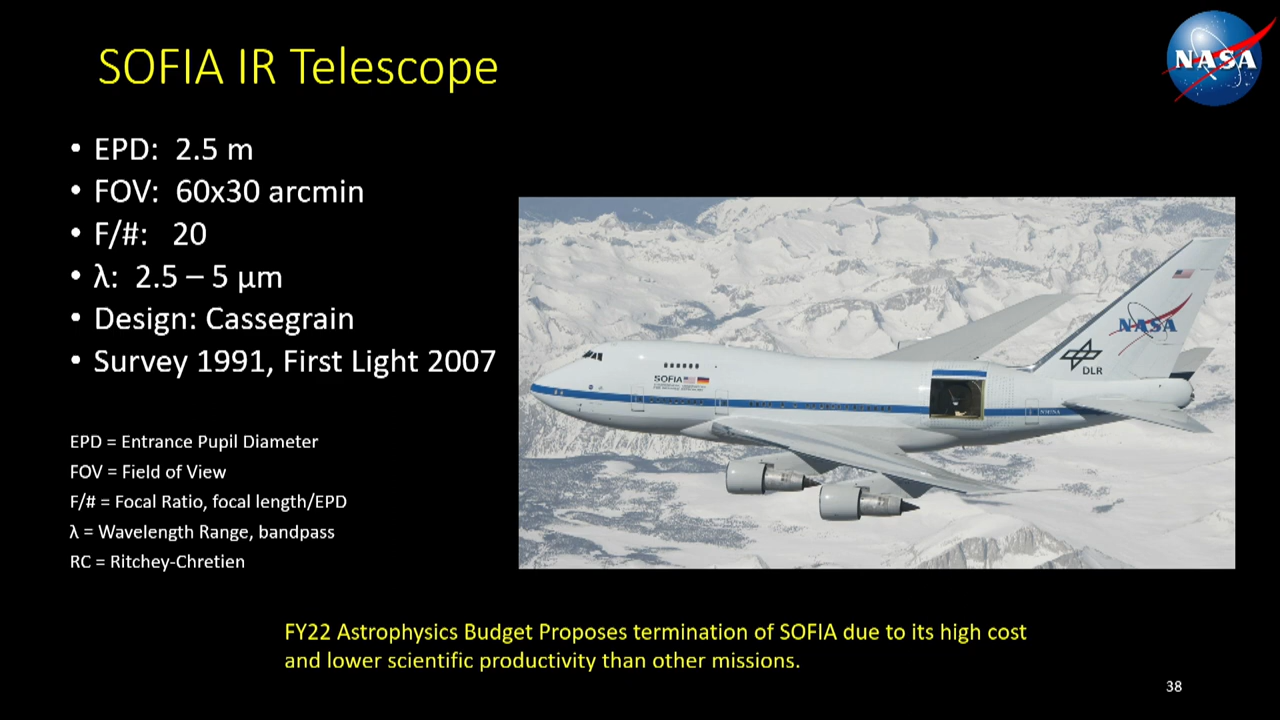 SOFIA IR Telescope
NASA
• EPD: 2.5 m
• FOV: 60x30 arcmin
• F/#: 20
• λ: 2.5 – 5 µm
• Design: Cassegrain
• Survey 1991, First Light 2007
NASA
DLR
SOFIA
EPD = Entrance Pupil Diameter
FOV = Field of View
F/# = Focal Ratio, focal length/EPD
λ = Wavelength Range, bandpass
RC = Ritchey-Chretien
FY22 Astrophysics Budget Proposes termination of SOFIA due to its high cost
and lower scientific productivity than other missions.
38